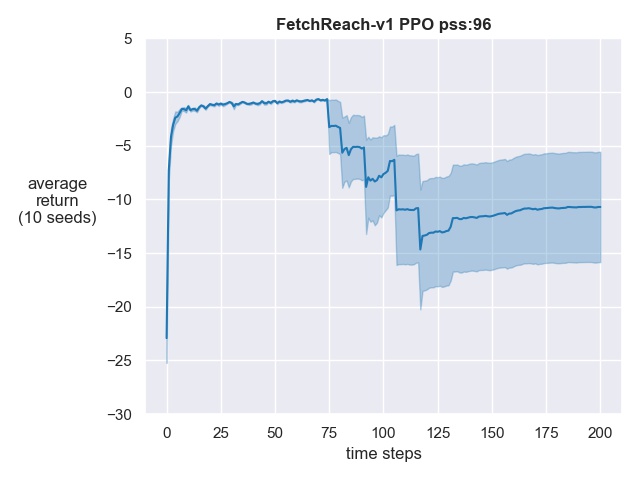 FetchReach-v1 PPO pss:96
5
0
−5
−10
−15
−20
−25
−30
average
return
(10 seeds)
0 25 50 75 100 125 150 175 200
time steps